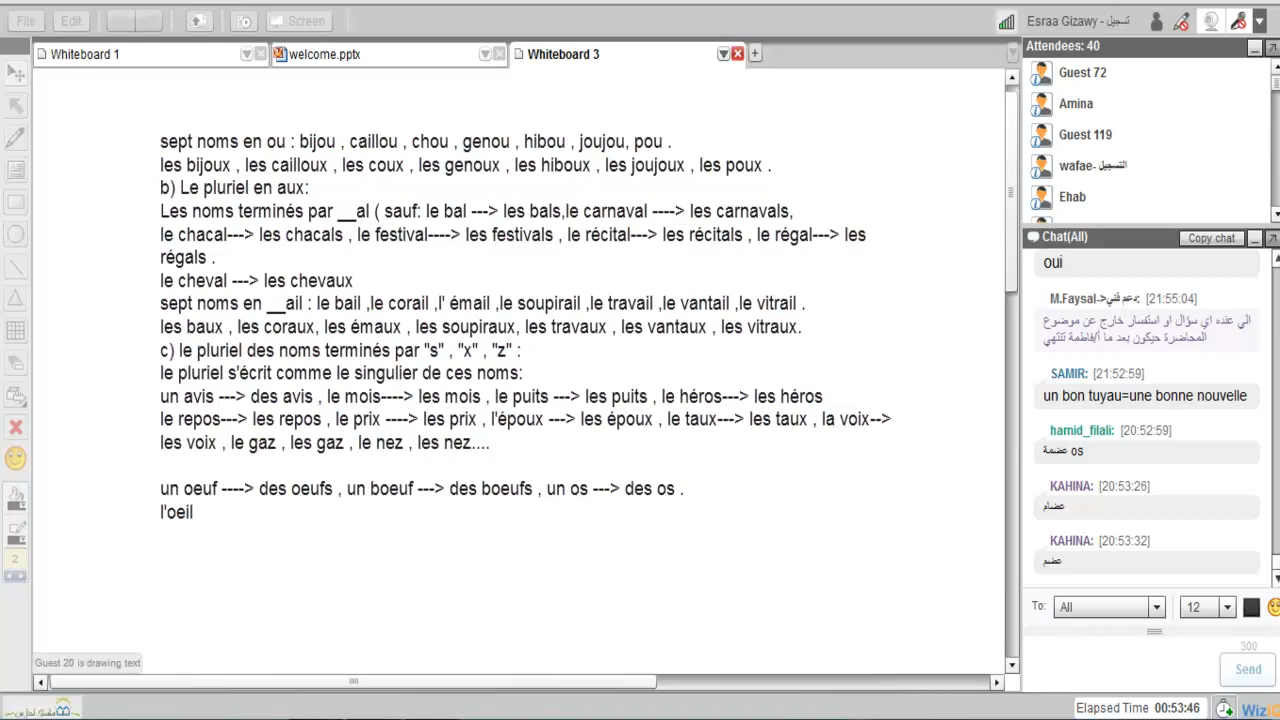 File Edit Screen Esraa Gizawy - تسجيل
Whiteboard 1 welcome.pptx Whiteboard 3
sept noms en ou : bijou , caillou , chou , genou , hibou , joujou, pou .
les bijoux , les cailloux , les coux , les genoux , les hiboux , les joujoux , les poux .
b) Le pluriel en aux:
Les noms terminés par __al ( sauf: le bal ---> les bals,le carnaval ----> les carnavals,
le chacal---> les chacals , le festival----> les festivals , le récital---> les récitals , le régal---> les
régals .
le cheval ---> les chevaux
sept noms en __ail : le bail ,le corail ,l' émail ,le soupirail ,le travail ,le vantail ,le vitrail .
les baux , les coraux, les émaux , les soupiraux, les travaux , les vantaux , les vitraux.
c) le pluriel des noms terminés par "s" , "x" , "z" :
le pluriel s'écrit comme le singulier de ces noms:
un avis ---> des avis , le mois----> les mois , le puits ---> les puits , le héros---> les héros
le repos---> les repos , le prix ----> les prix , l'époux ---> les époux , le taux---> les taux , la voix-->
les voix , le gaz , les gaz , le nez , les nez....
un oeuf ----> des oeufs , un boeuf ---> des boeufs , un os ---> des os .
l'oeil
Guest 20 is drawing text
2
Attendees: 40
Guest 72
Amina
Guest 119
wafae- التسجيل
Ehab
Chat(All) Copy chat
oui
M.Faysal->دعم فني: [21:55:04]
الي عنده اي سؤال او استفسار خارج عن موضوع
المحاضرة حيكون بعد ما أ/فاطمة تنتهي
SAMIR: [21:52:59]
un bon tuyau=une bonne nouvelle
hamid_filali: [20:52:59]
os عضمة
KAHINA: [20:53:26]
عضام
KAHINA: [20:53:32]
عضم
To: All 12
300
Send
Elapsed Time 00:53:46